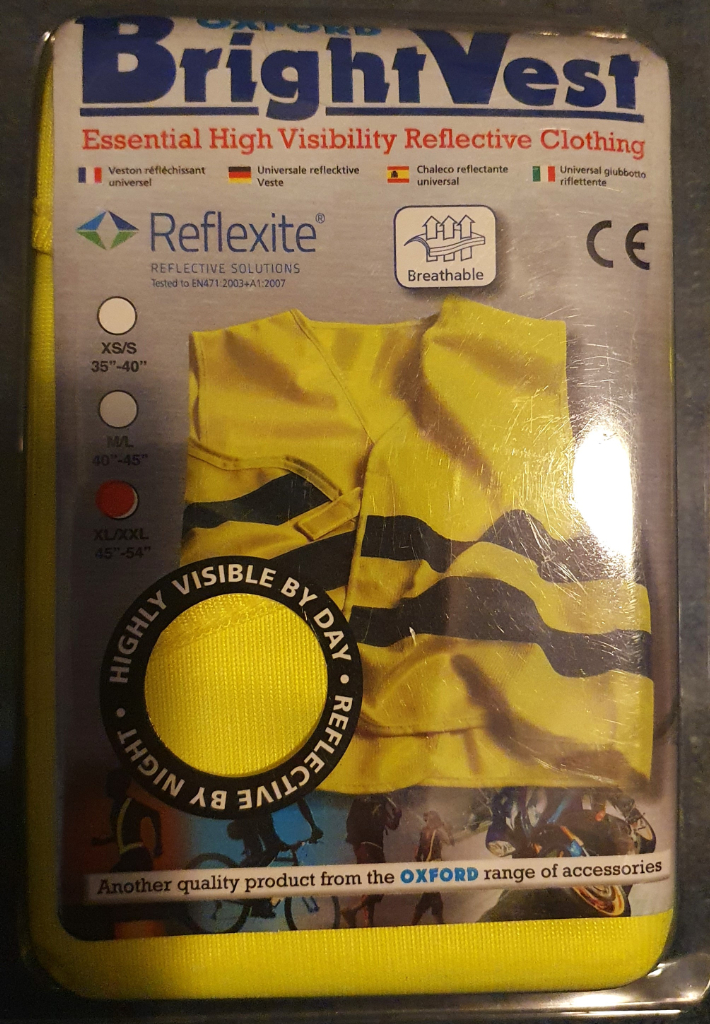 OXFORD
BrightVest
Essential High Visibility Reflective Clothing
Veston réfléchissant
universel
Universale reflecktive
Veste
Chaleco reflectante
universal
Universal giubbotto
riflettente
Reflexite®
REFLECTIVE SOLUTIONS
Tested to EN471:2003+A1:2007
Breathable
CE
XS/S
35"-40"
M/L
40"-45"
XL/XXL
45"-54"
HIGHLY VISIBLE BY DAY • REFLECTIVE BY NIGHT •
Another quality product from the OXFORD range of accessories